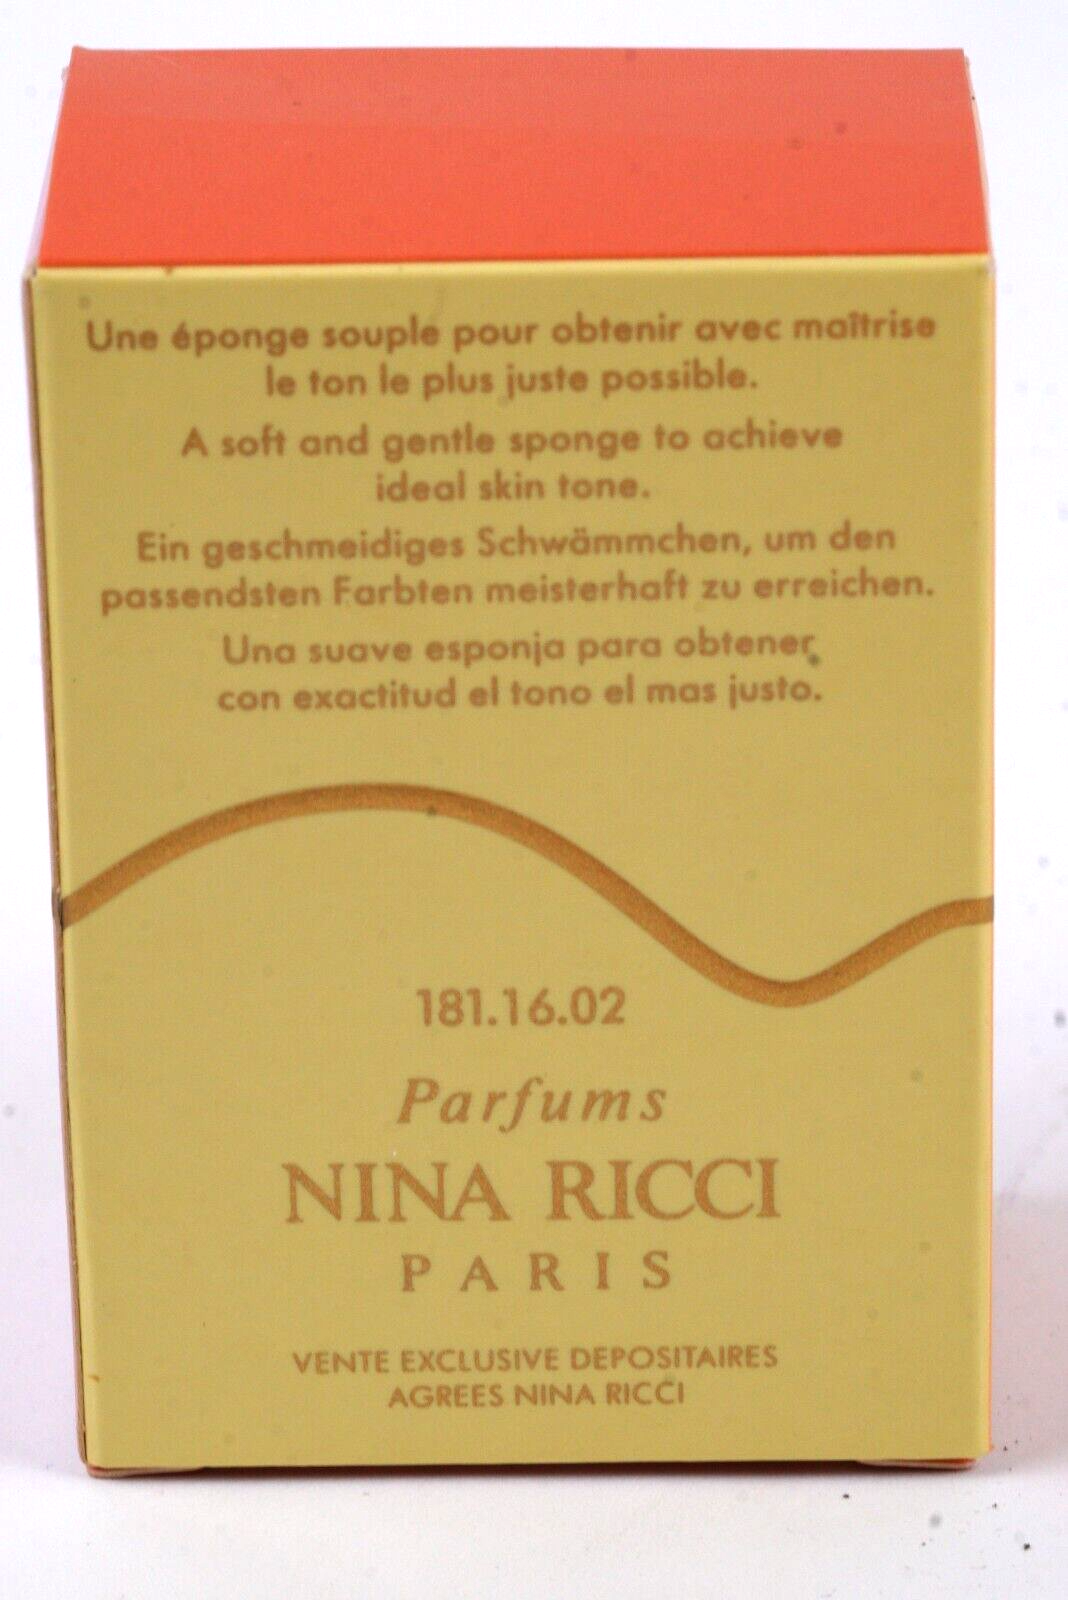 Une éponge souple pour obtenir avec maîtrise
le ton le plus juste possible.
A soft and gentle sponge to achieve
ideal skin tone.
Ein geschmeidiges Schwämmchen, um den
passendsten Farbten meisterhaft zu erreichen.
Una suave esponja para obtener
con exactitud el tono el mas justo.
181.16.02
Parfums
NINA RICCI
PARIS
VENTE EXCLUSIVE DEPOSITAIRES
AGREES NINA RICCI